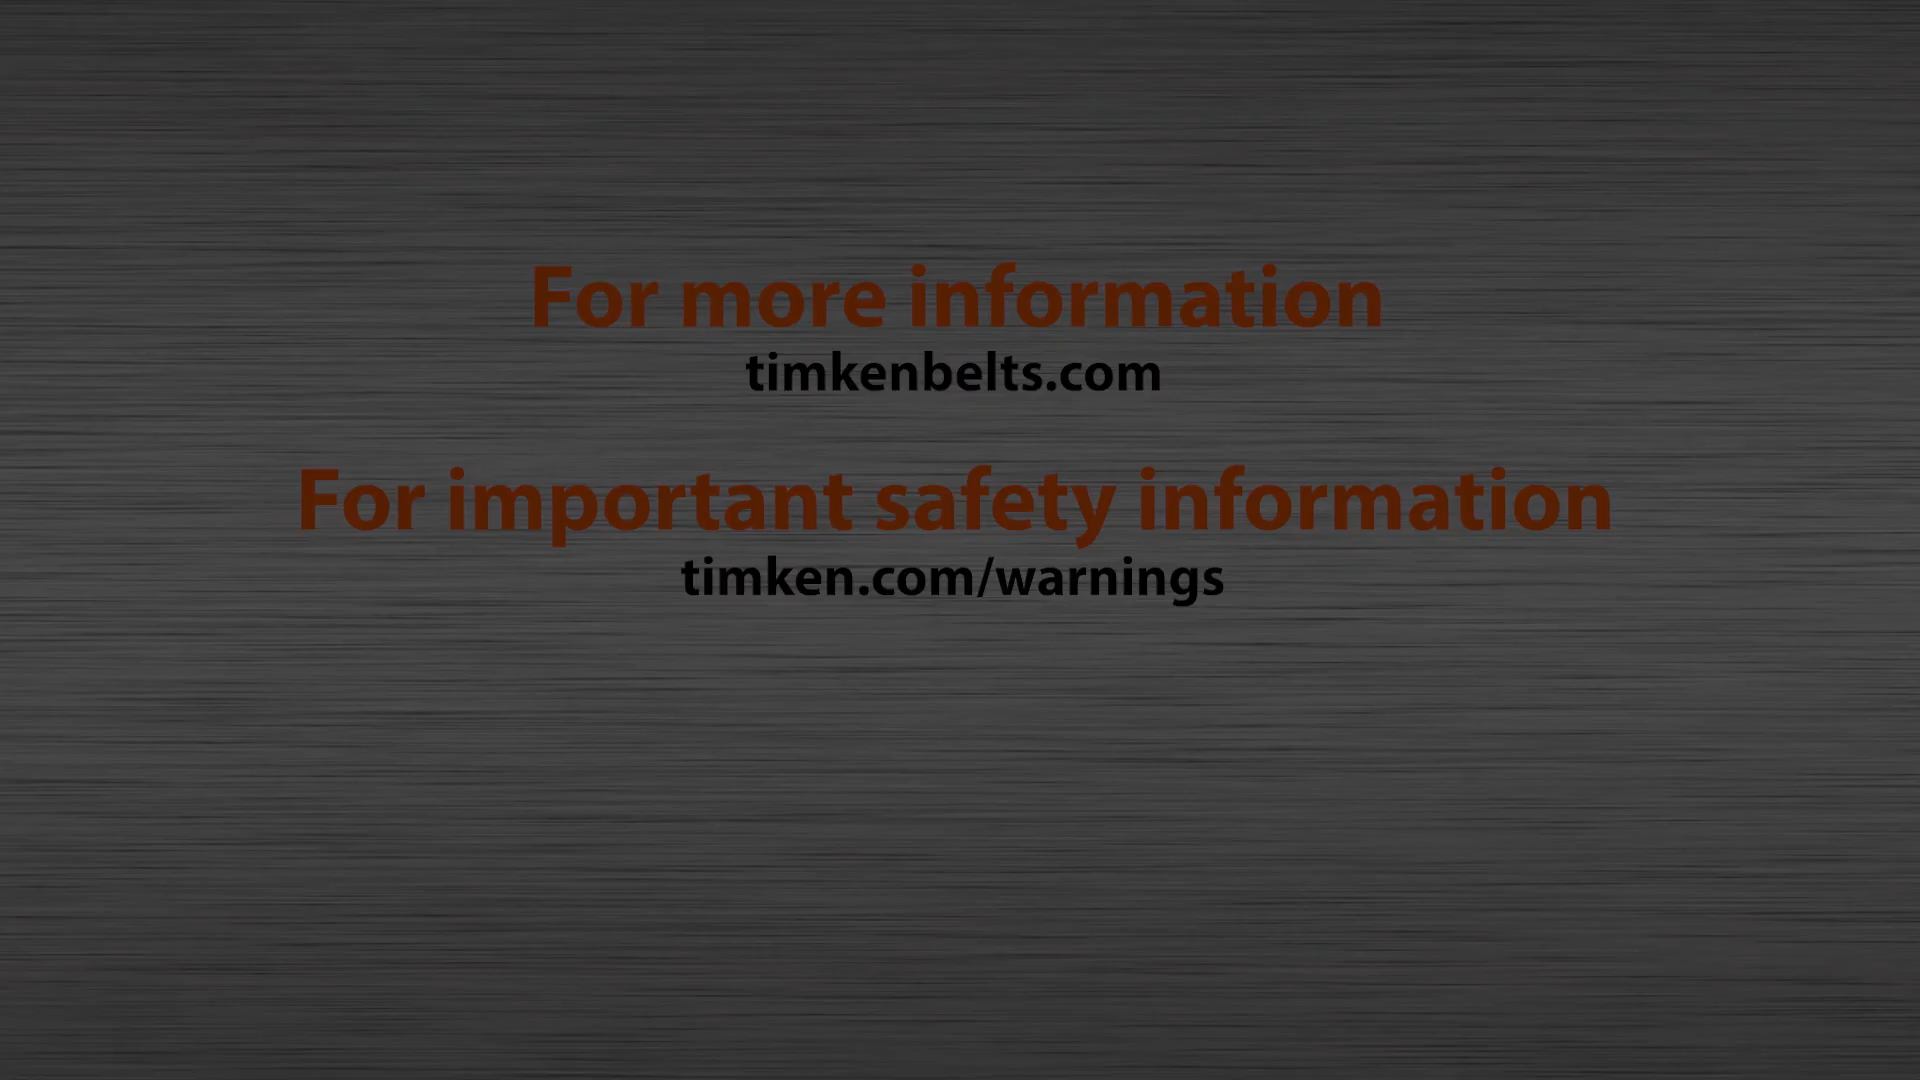 For more information
timkenbelts.com
For important safety information
timken.com/warnings